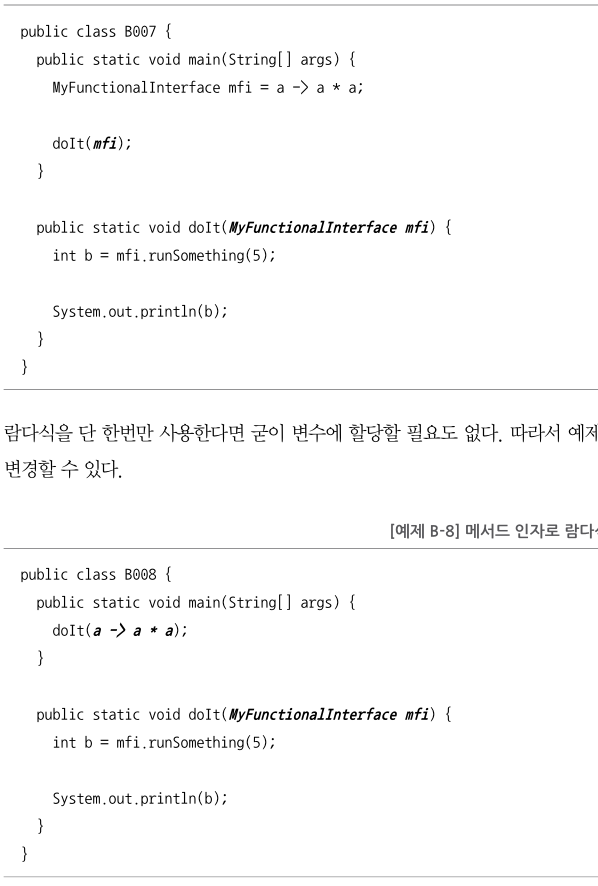 public class B007 {
public static void main(String[] args) {
MyFunctionalInterface mfi = a -> a * a;
doIt(mfi);
}
public static void doIt(MyFunctionalInterface mfi) {
int b = mfi.runSomething(5);
System.out.println(b);
}
}
람다식을 단 한번만 사용한다면 굳이 변수에 할당할 필요도 없다. 따라서 예제
변경할 수 있다.
[예제 B-8] 메서드 인자로 람다
public class B008 {
public static void main(String[] args) {
doIt(a -> a * a);
}
public static void doIt(MyFunctionalInterface mfi) {
int b = mfi.runSomething(5);
System.out.println(b);
}
}